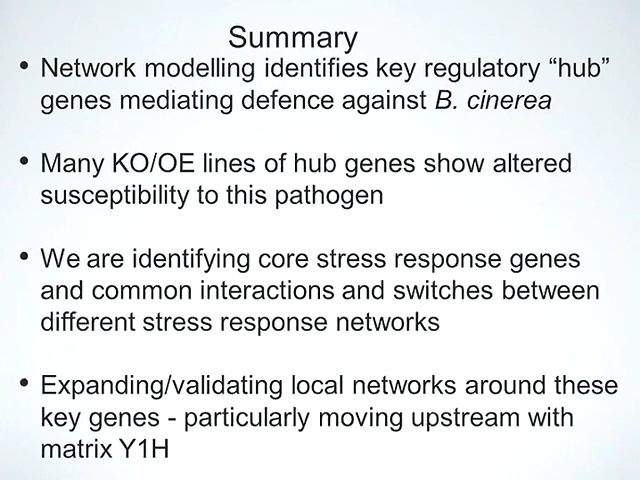 Summary
• Network modelling identifies key regulatory “hub”
genes mediating defence against B. cinerea
• Many KO/OE lines of hub genes show altered
susceptibility to this pathogen
• We are identifying core stress response genes
and common interactions and switches between
different stress response networks
• Expanding/validating local networks around these
key genes - particularly moving upstream with
matrix Y1H